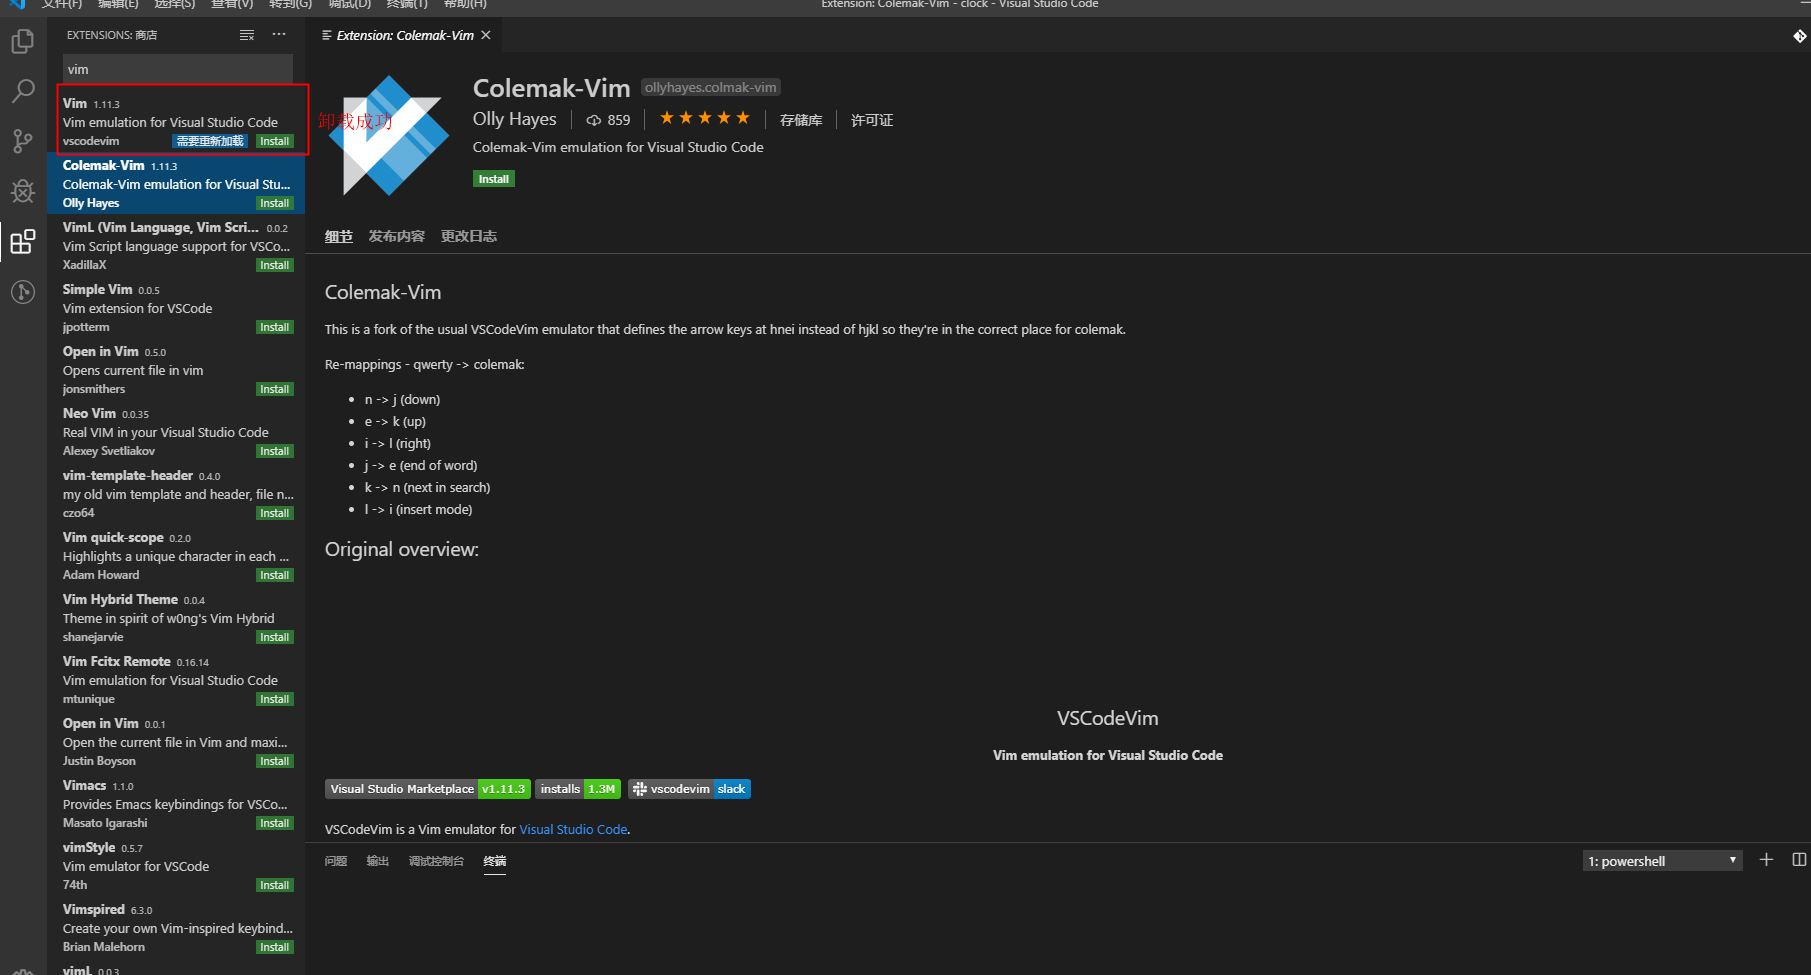 文件(F) 编辑(E) 选择(S) 查看(V) 转到(G) 调试(D) 终端(T) 帮助(H)
Extension: Colemak-Vim - clock - Visual Studio Code
EXTENSIONS: 商店
vim
Vim 1.11.3
Vim emulation for Visual Studio Code
vscodevim 需要重新加载 Install
卸载成功
Colemak-Vim 1.11.3
Colemak-Vim emulation for Visual Stu...
Olly Hayes Install
VimL (Vim Language, Vim Scri... 0.0.2
Vim Script language support for VSCo...
XadillaX Install
Simple Vim 0.0.5
Vim extension for VSCode
jpotterm Install
Open in Vim 0.5.0
Opens current file in vim
jonsmithers Install
Neo Vim 0.0.35
Real VIM in your Visual Studio Code
Alexey Svetliakov Install
vim-template-header 0.4.0
my old vim template and header, file n...
czo64 Install
Vim quick-scope 0.2.0
Highlights a unique character in each ...
Adam Howard Install
Vim Hybrid Theme 0.0.4
Theme in spirit of w0ng's Vim Hybrid
shanejarvie Install
Vim Fcitx Remote 0.16.14
Vim emulation for Visual Studio Code
mtunique Install
Open in Vim 0.0.1
Open the current file in Vim and maxi...
Justin Boyson Install
Vimacs 1.1.0
Provides Emacs keybindings for VSCo...
Masato Igarashi Install
vimStyle 0.5.7
Vim emulator for VSCode
74th Install
Vimspired 6.3.0
Create your own Vim-inspired keybind...
Brian Malehorn Install
vimL 0.0.3
Extension: Colemak-Vim
Colemak-Vim ollyhayes.colmak-vim
Olly Hayes 859 存储库 许可证
Colemak-Vim emulation for Visual Studio Code
Install
细节 发布内容 更改日志
Colemak-Vim
This is a fork of the usual VSCodeVim emulator that defines the arrow keys at hnei instead of hjkl so they're in the correct place for colemak.
Re-mappings - qwerty -> colemak:
n -> j (down)
e -> k (up)
i -> l (right)
j -> e (end of word)
k -> n (next in search)
l -> i (insert mode)
Original overview:
VSCodeVim
Vim emulation for Visual Studio Code
Visual Studio Marketplace v1.11.3 installs 1.3M vscodevim slack
VSCodeVim is a Vim emulator for Visual Studio Code.
问题 输出 调试控制台 终端
1: powershell